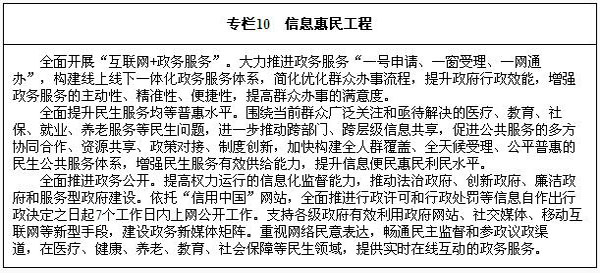 专栏10 信息惠民工程
全面开展“互联网+政务服务”。大力推进政务服务“一号申请、一窗受理、一网通
办”，构建线上线下一体化政务服务体系，简化优化群众办事流程，提升政府行政效能，增强
政务服务的主动性、精准性、便捷性，提高群众办事的满意度。
全面提升民生服务均等普惠水平。围绕当前群众广泛关注和亟待解决的医疗、教育、社
保、就业、养老服务等民生问题，进一步推动跨部门、跨层级信息共享，促进公共服务的多方
协同合作、资源共享、政策对接、制度创新，加快构建全人群覆盖、全天候受理、公平普惠的
民生公共服务体系，增强民生服务有效供给能力，提升信息便民惠民利民水平。
全面推进政务公开。提高权力运行的信息化监督能力，推动法治政府、创新政府、廉洁政
府和服务型政府建设。依托“信用中国”网站，全面推进行政许可和行政处罚等信息自作出行
政决定之日起7个工作日内上网公开工作。支持各级政府有效利用政府网站、社交媒体、移动互
联网等新型手段，建设政务新媒体矩阵。重视网络民意表达，畅通民主监督和参政议政渠
道，在医疗、健康、养老、教育、社会保障等民生领域，提供实时在线互动的政务服务。